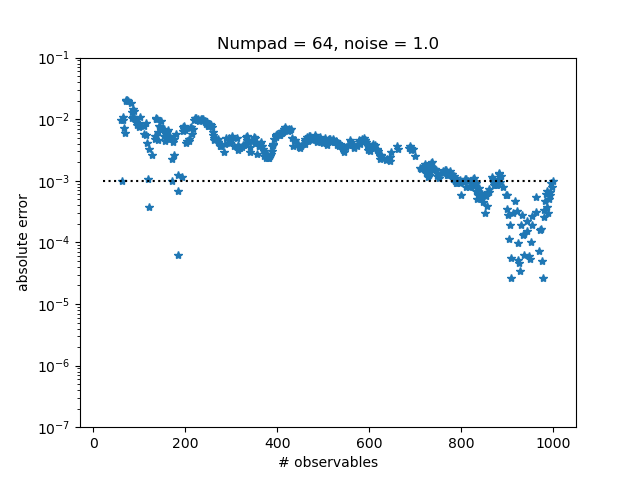 Numpad = 64, noise = 1.0
absolute error
10⁻¹
10⁻²
10⁻³
10⁻⁴
10⁻⁵
10⁻⁶
10⁻⁷
0 200 400 600 800 1000
# observables